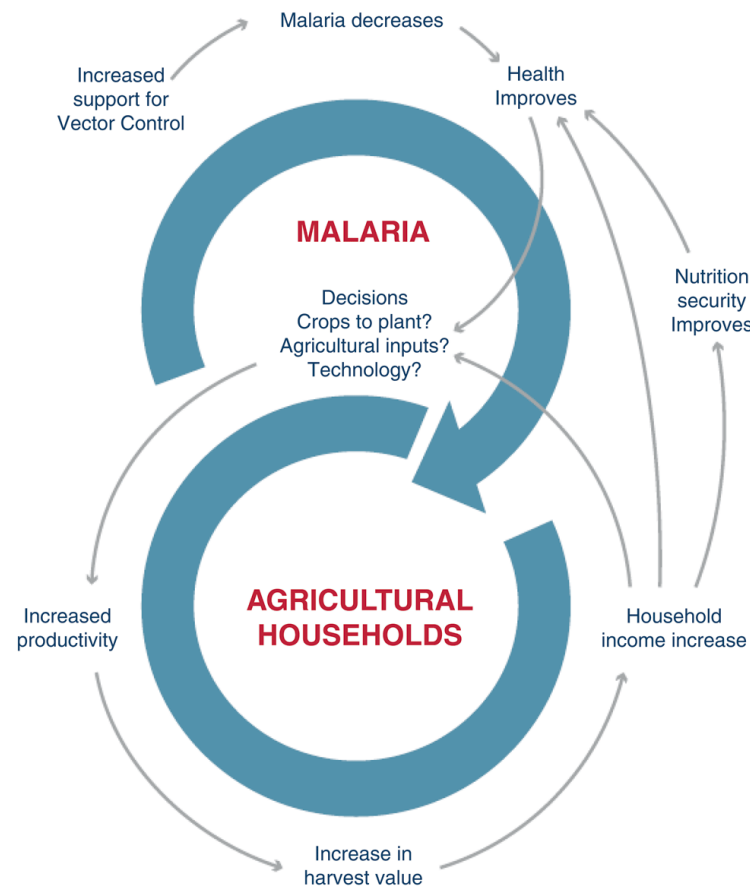 Malaria decreases
Increased
support for
Vector Control
Health
Improves
MALARIA
Decisions
Crops to plant?
Agricultural inputs?
Technology?
Nutrition
security
Improves
AGRICULTURAL
HOUSEHOLDS
Increased
productivity
Household
income increase
Increase in
harvest value